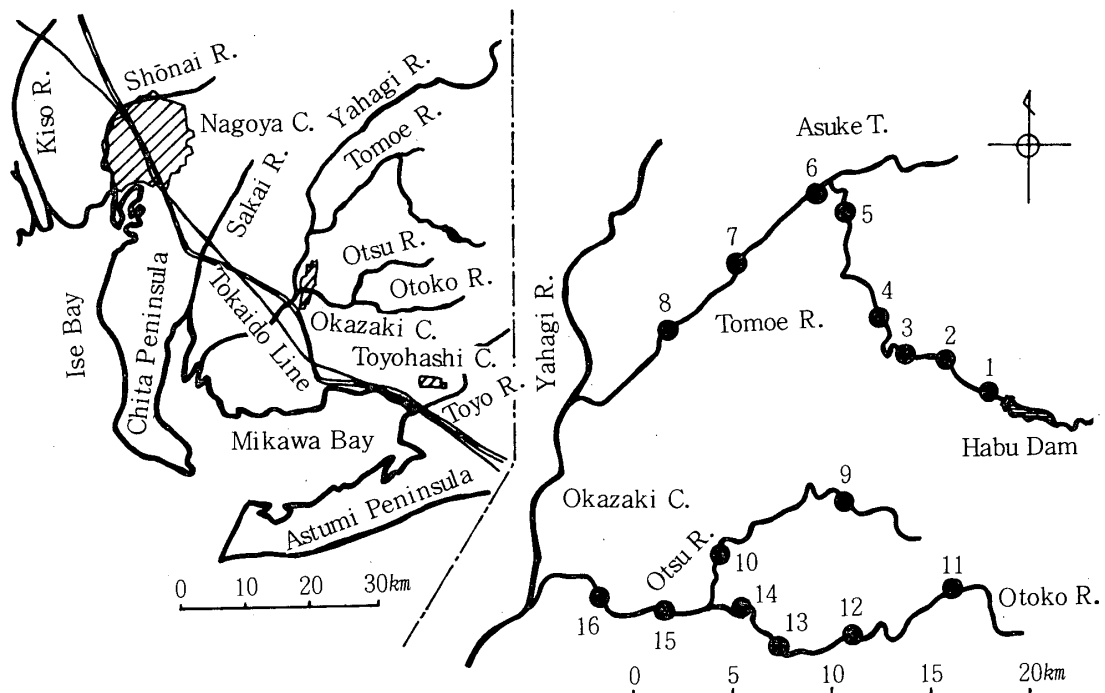 Kiso R.
Shōnai R.
Nagoya C.
Yahagi R.
Tomoe R.
Sakai R.
Otsu R.
Otoko R.
Okazaki C.
Tokaido Line
Toyohashi C.
Toyo R.
Ise Bay
Chita Peninsula
Mikawa Bay
Astumi Peninsula
0 10 20 30km
Asuke T.
6
5
7
8
4
3
2
1
Tomoe R.
Yahagi R.
Habu Dam
Okazaki C.
9
Otsu R.
10
11
Otoko R.
14
12
13
15
16
0 5 10 15 20km